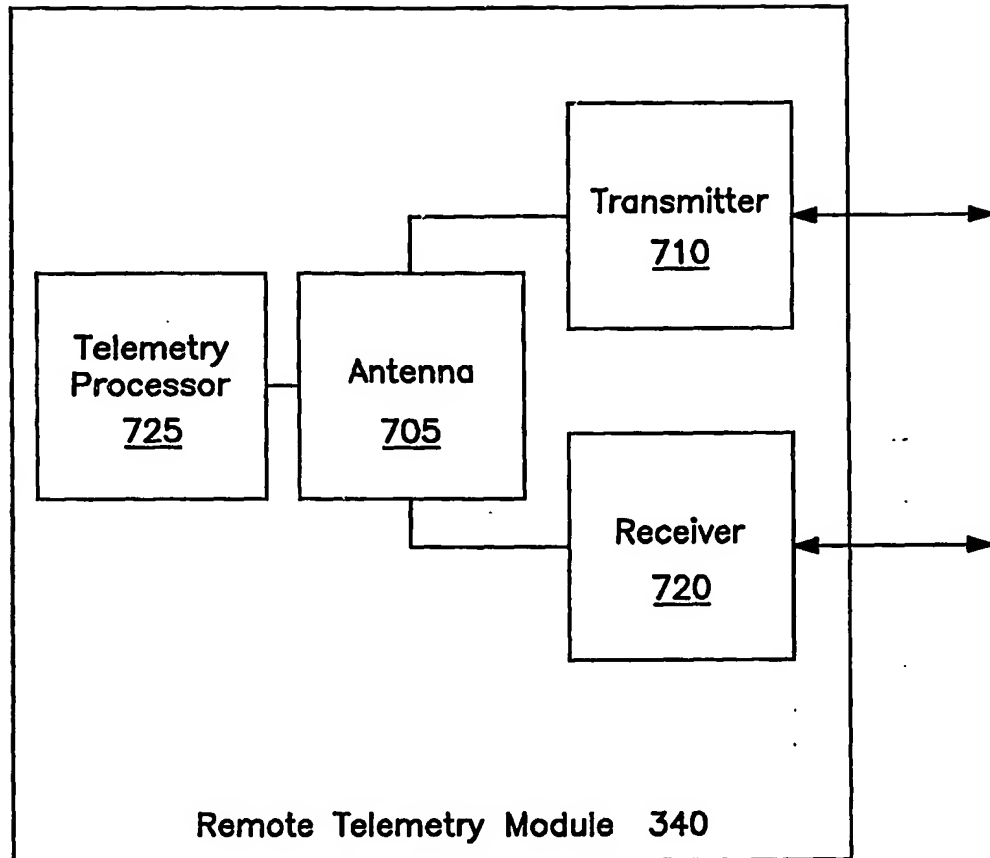 Transmitter
710
Telemetry
Processor
725
Antenna
705
Receiver
720
Remote Telemetry Module 340